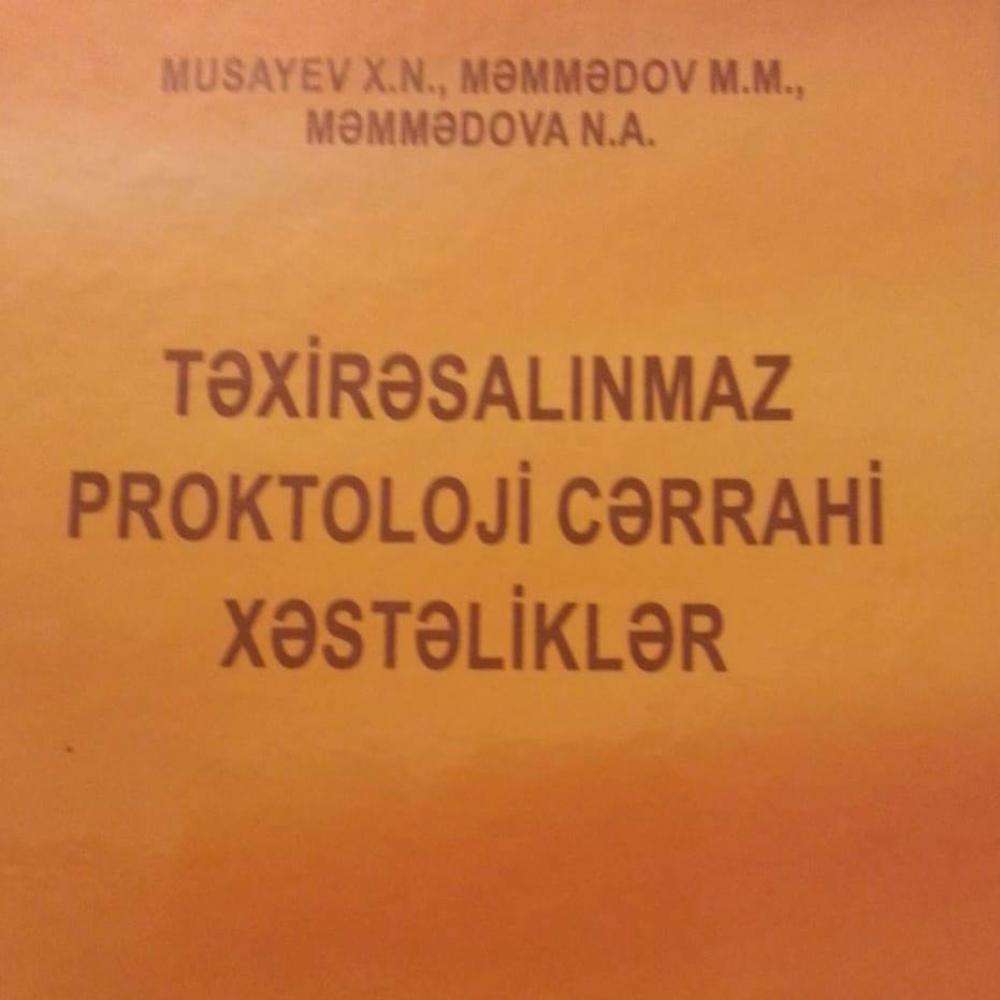 MUSAYEV X.N., MƏMMƏDOV M.M.,
MƏMMƏDOVA N.A.
TƏXİRƏSALINMAZ
PROKTOLOJİ CƏRRAHİ
XƏSTƏLİKLƏR